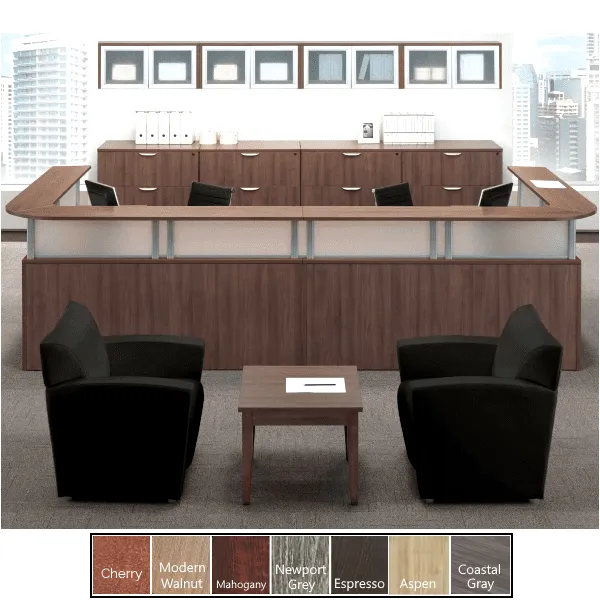 Cherry
Modern
Walnut
Mahogany
Newport
Grey
Espresso
Aspen
Coastal
Gray